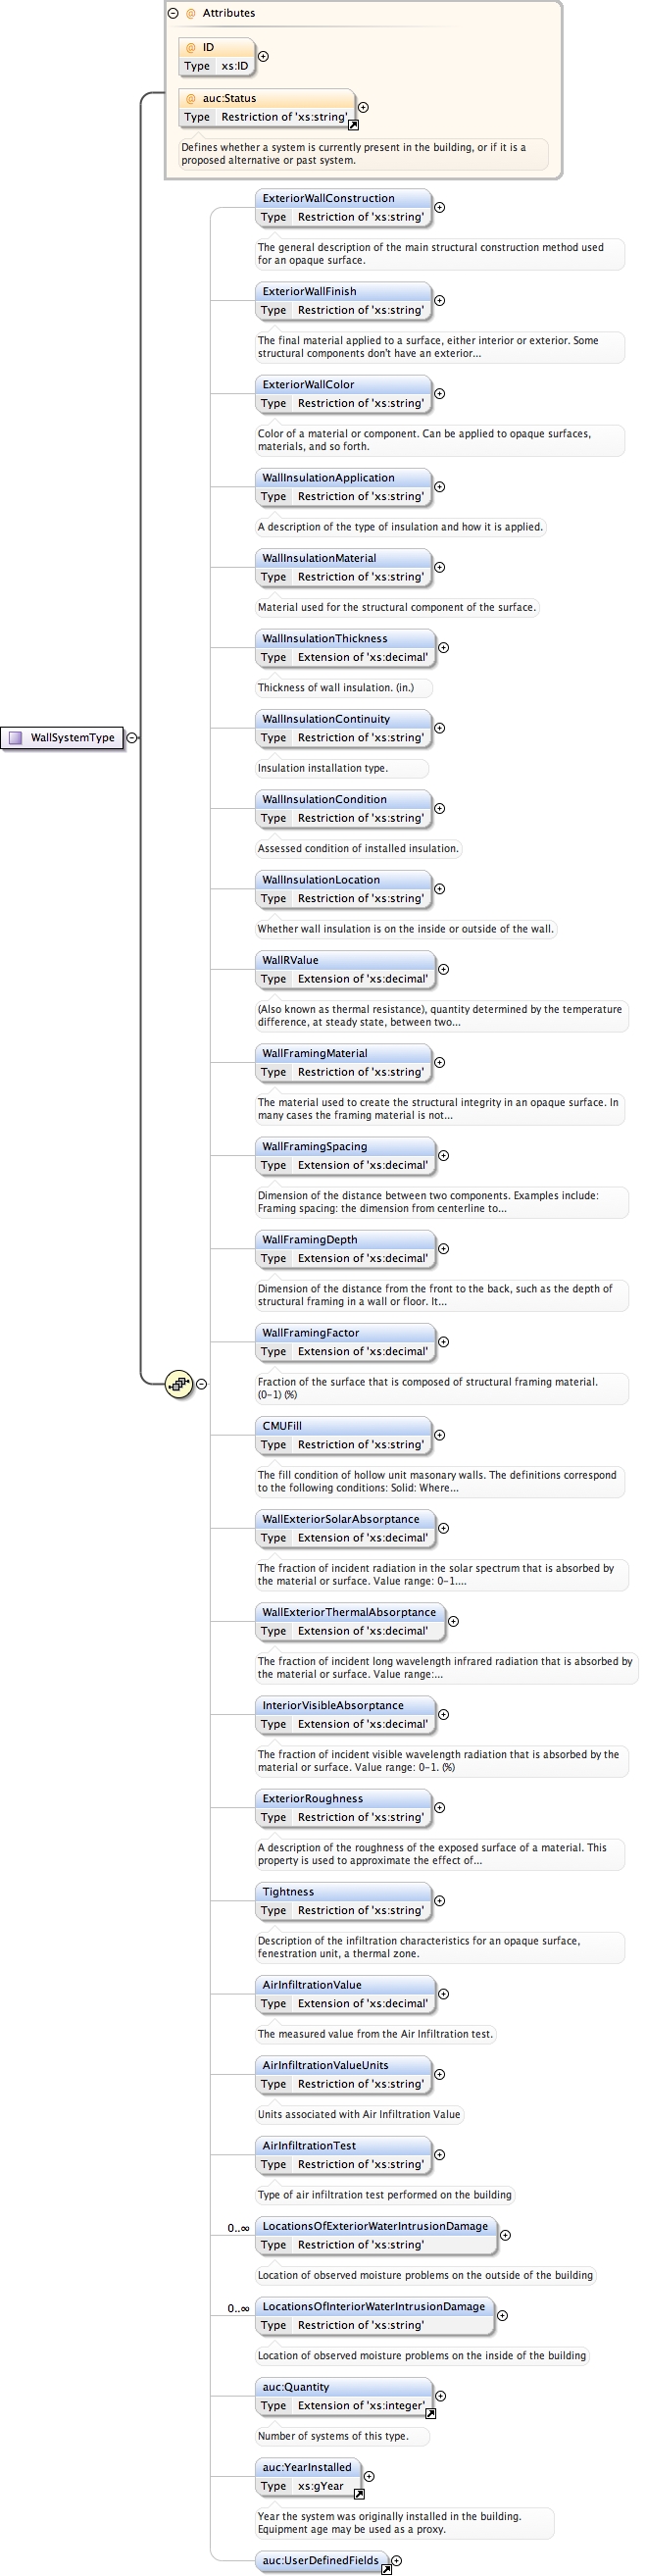 Attributes
@ ID
Type xs:ID
@ auc:Status
Type Restriction of 'xs:string'
Defines whether a system is currently present in the building, or if it is a
proposed alternative or past system.
ExteriorWallConstruction
Type Restriction of 'xs:string'
The general description of the main structural construction method used
for an opaque surface.
ExteriorWallFinish
Type Restriction of 'xs:string'
The final material applied to a surface, either interior or exterior. Some
structural components don't have an exterior...
ExteriorWallColor
Type Restriction of 'xs:string'
Color of a material or component. Can be applied to opaque surfaces,
materials, and so forth.
WallInsulationApplication
Type Restriction of 'xs:string'
A description of the type of insulation and how it is applied.
WallInsulationMaterial
Type Restriction of 'xs:string'
Material used for the structural component of the surface.
WallInsulationThickness
Type Extension of 'xs:decimal'
Thickness of wall insulation. (in.)
WallInsulationContinuity
Type Restriction of 'xs:string'
WallSystemType
Insulation installation type.
WallInsulationCondition
Type Restriction of 'xs:string'
Assessed condition of installed insulation.
WallInsulationLocation
Type Restriction of 'xs:string'
Whether wall insulation is on the inside or outside of the wall.
WallRValue
Type Extension of 'xs:decimal'
(Also known as thermal resistance), quantity determined by the temperature
difference, at steady state, between two...
WallFramingMaterial
Type Restriction of 'xs:string'
The material used to create the structural integrity in an opaque surface. In
many cases the framing material is not...
WallFramingSpacing
Type Extension of 'xs:decimal'
Dimension of the distance between two components. Examples include:
Framing spacing: the dimension from centerline to...
WallFramingDepth
Type Extension of 'xs:decimal'
Dimension of the distance from the front to the back, such as the depth of
structural framing in a wall or floor. It...
WallFramingFactor
Type Extension of 'xs:decimal'
Fraction of the surface that is composed of structural framing material.
(0-1) (%)
CMUFill
Type Restriction of 'xs:string'
The fill condition of hollow unit masonary walls. The definitions correspond
to the following conditions: Solid: Where...
WallExteriorSolarAbsorptance
Type Extension of 'xs:decimal'
The fraction of incident radiation in the solar spectrum that is absorbed by
the material or surface. Value range: 0-1....
WallExteriorThermalAbsorptance
Type Extension of 'xs:decimal'
The fraction of incident long wavelength infrared radiation that is absorbed by
the material or surface. Value range:...
InteriorVisibleAbsorptance
Type Extension of 'xs:decimal'
The fraction of incident visible wavelength radiation that is absorbed by the
material or surface. Value range: 0-1. (%)
ExteriorRoughness
Type Restriction of 'xs:string'
A description of the roughness of the exposed surface of a material. This
property is used to approximate the effect of...
Tightness
Type Restriction of 'xs:string'
Description of the infiltration characteristics for an opaque surface,
fenestration unit, a thermal zone.
AirInfiltrationValue
Type Extension of 'xs:decimal'
The measured value from the Air Infiltration test.
AirInfiltrationValueUnits
Type Restriction of 'xs:string'
Units associated with Air Infiltration Value
AirInfiltrationTest
Type Restriction of 'xs:string'
Type of air infiltration test performed on the building
0..∞ LocationsOfExteriorWaterIntrusionDamage
Type Restriction of 'xs:string'
Location of observed moisture problems on the outside of the building
0..∞ LocationsOfInteriorWaterIntrusionDamage
Type Restriction of 'xs:string'
Location of observed moisture problems on the inside of the building
auc:Quantity
Type Extension of 'xs:integer'
Number of systems of this type.
auc:YearInstalled
Type xs:gYear
Year the system was originally installed in the building.
Equipment age may be used as a proxy.
auc:UserDefinedFields